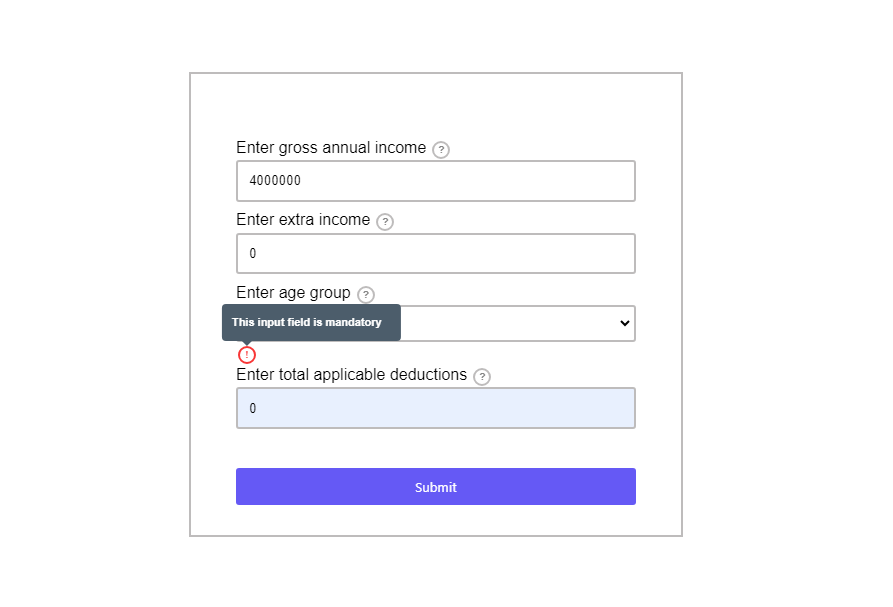 Enter gross annual income ?
4000000
Enter extra income ?
0
Enter age group ?
This input field is mandatory
!
Enter total applicable deductions ?
0
Submit